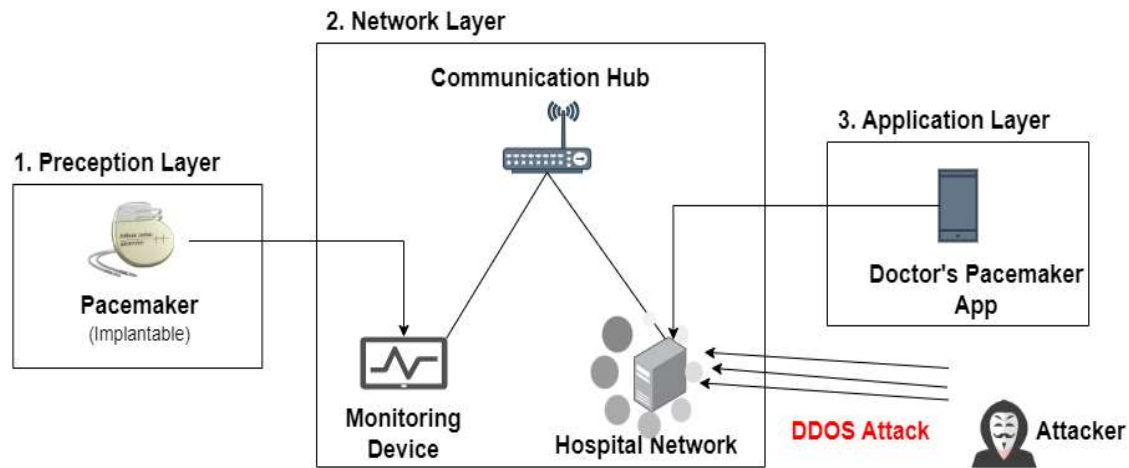 2. Network Layer
Communication Hub
3. Application Layer
1. Preception Layer
Pacemaker
(Implantable)
Doctor's Pacemaker
App
Monitoring
Device
Hospital Network
DDOS Attack
Attacker